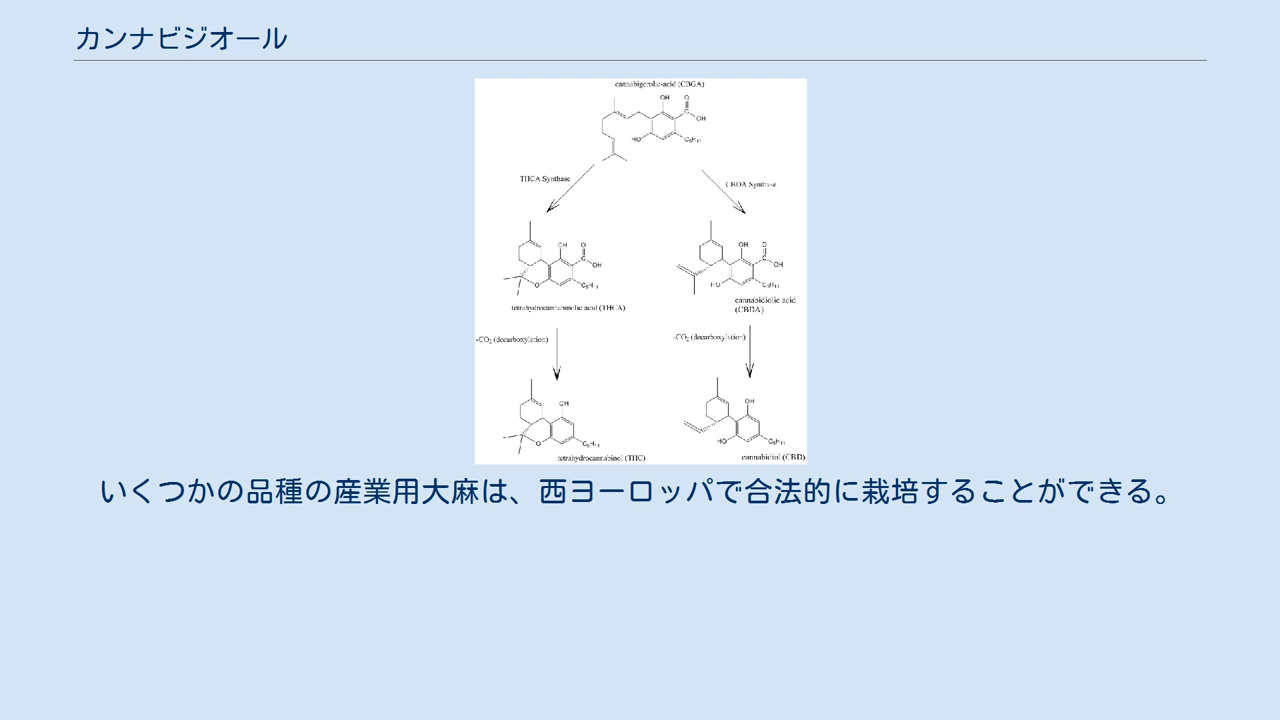 カンナビジオール
cannabigerolic-acid (CBGA)
OH
O
C
OH
HO
C5H11
THCA Synthase
CBDA Synthase
OH
O
C
OH
O
C5H11
OH
O
C
OH
HO
C5H11
tetrahydrocannabinolic acid (THCA)
cannabidiolic acid
(CBDA)
-CO2 (decarboxylation)
-CO2 (decarboxylation)
OH
O
C5H11
OH
HO
C5H11
tetrahydrocannabinol (THC)
cannabidiol (CBD)
いくつかの品種の産業用大麻は、西ヨーロッパで合法的に栽培することができる。